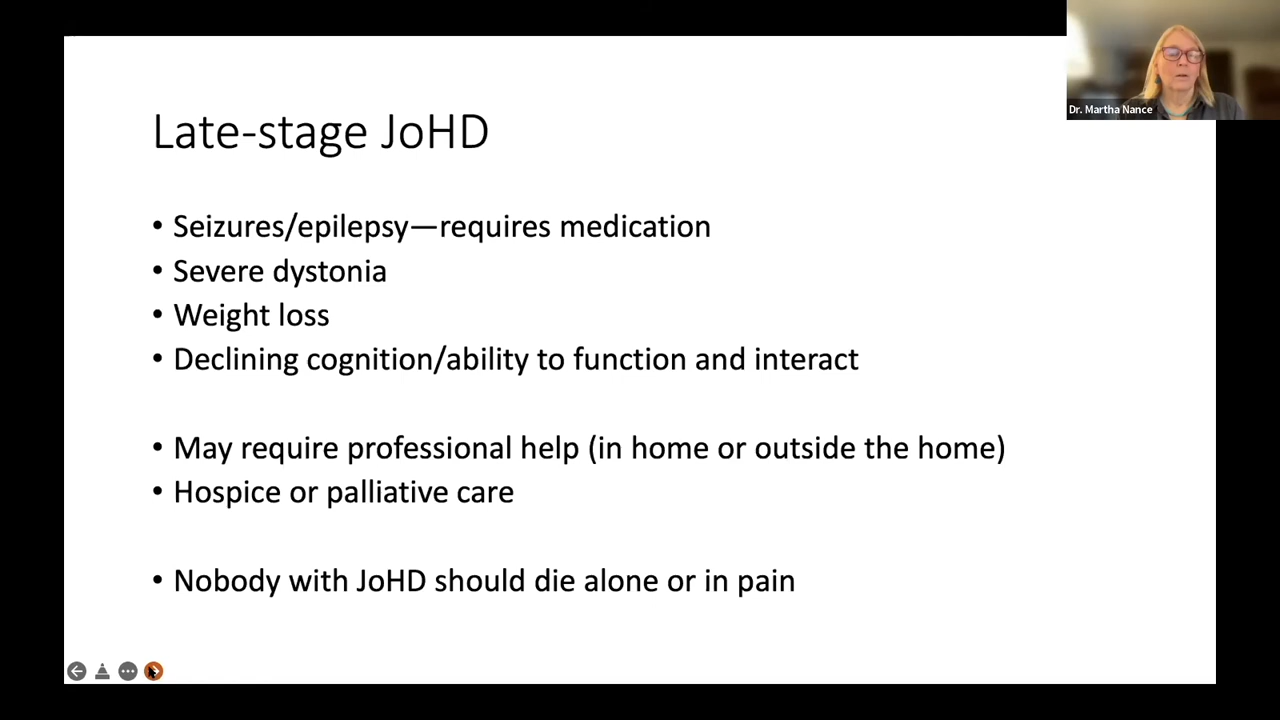 Dr. Martha Nance
Late-stage JoHD
• Seizures/epilepsy—requires medication
• Severe dystonia
• Weight loss
• Declining cognition/ability to function and interact
• May require professional help (in home or outside the home)
• Hospice or palliative care
• Nobody with JoHD should die alone or in pain